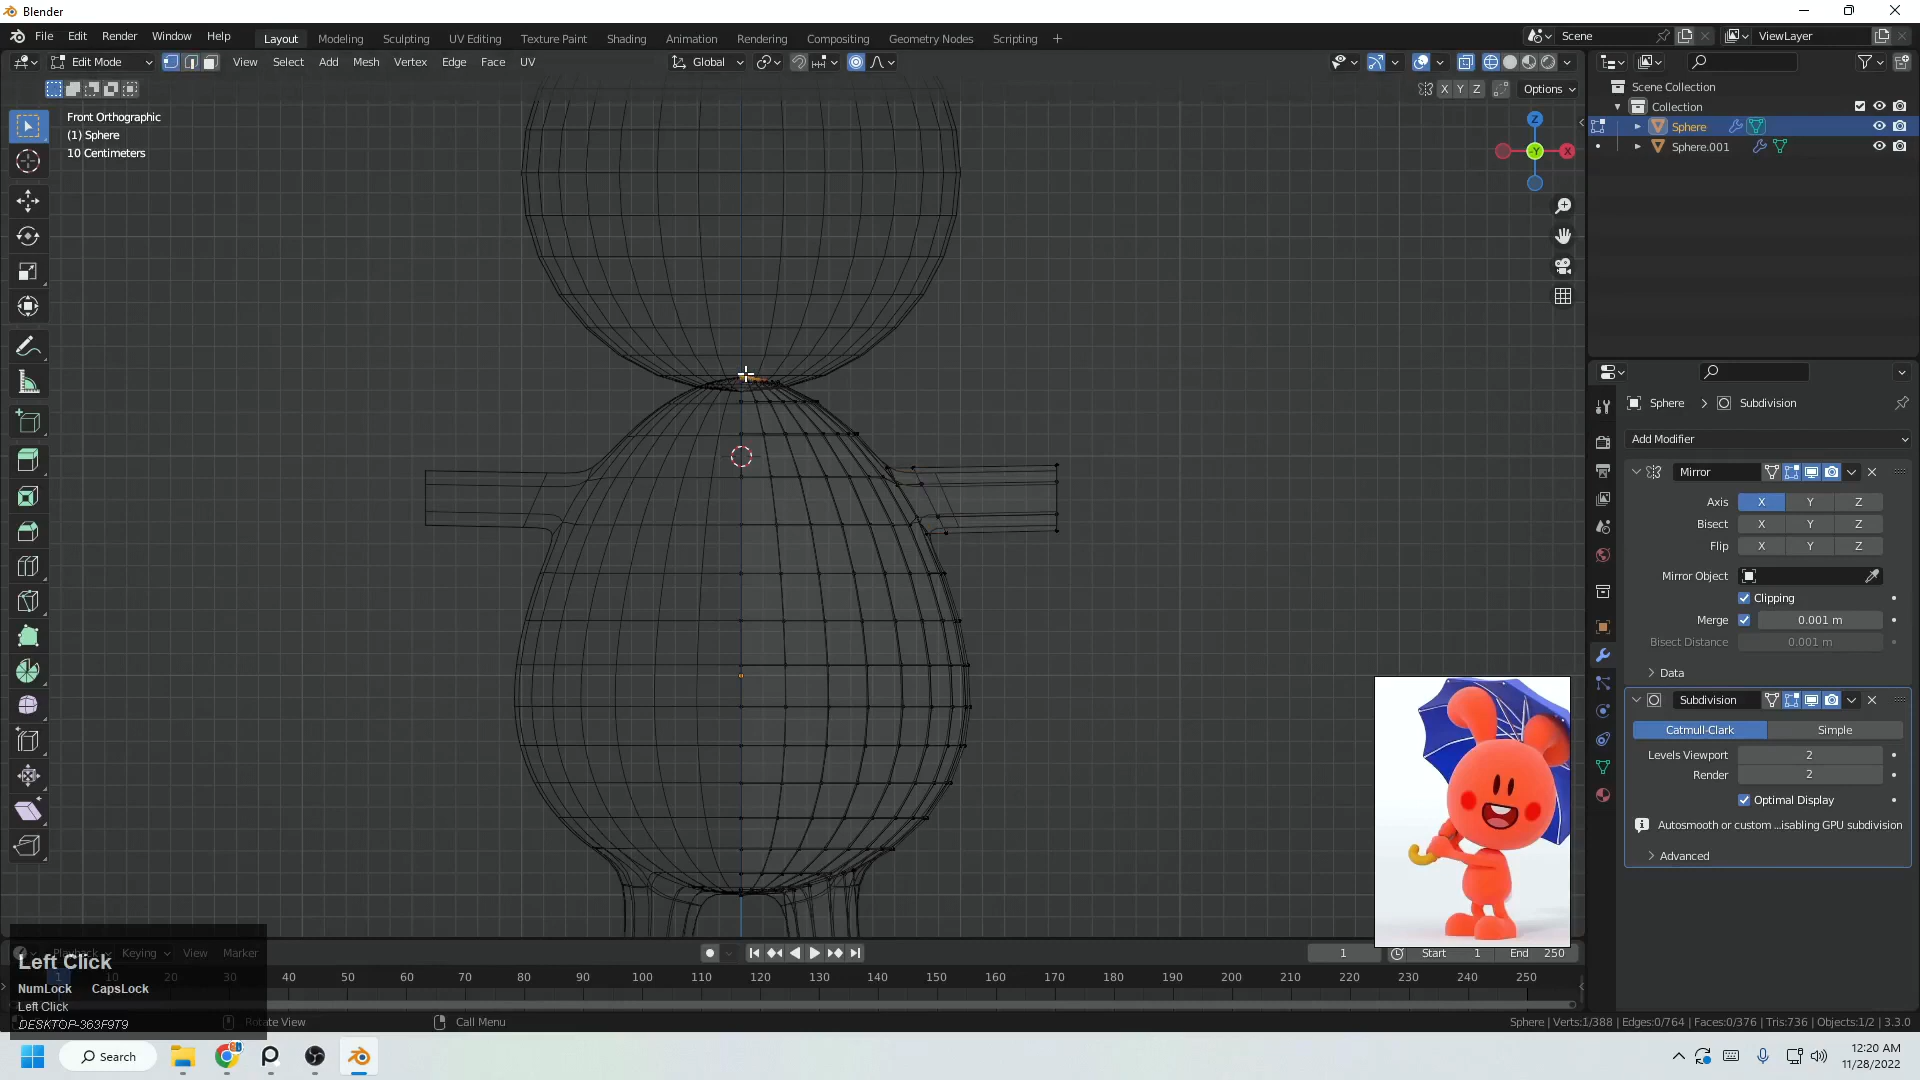 Blender
File Edit Render Window Help
Layout Modeling Sculpting UV Editing Texture Paint Shading Animation Rendering Compositing Geometry Nodes Scripting +
Scene
ViewLayer
Edit Mode View Select Add Mesh Vertex Edge Face UV
Global
X Y Z Options
Front Orthographic
(1) Sphere
10 Centimeters
Z
-Y
X
Scene Collection
Collection
Sphere
Sphere.001
Sphere > Subdivision
Add Modifier
Mirror
Axis X Y Z
Bisect X Y Z
Flip X Y Z
Mirror Object
Clipping
Merge 0.001 m
Bisect Distance 0.001 m
Data
Subdivision
Catmull-Clark Simple
Levels Viewport 2
Render 2
Optimal Display
Autosmooth or custom ...isabling GPU subdivision
Advanced
Playback Keying View Marker
1 Start 1 End 250
Left Click
1 10 20 30 40 50 60 70 80 90 100 110 120 130 140 150 160 170 180 190 200 210 220 230 240 250
NumLock CapsLock
Left Click
DESKTOP-363F9T9
Rotate View Call Menu
Sphere | Verts:1/388 | Edges:0/764 | Faces:0/376 | Tris:736 | Objects:1/2 | 3.3.0
Search
12:20 AM
11/28/2022